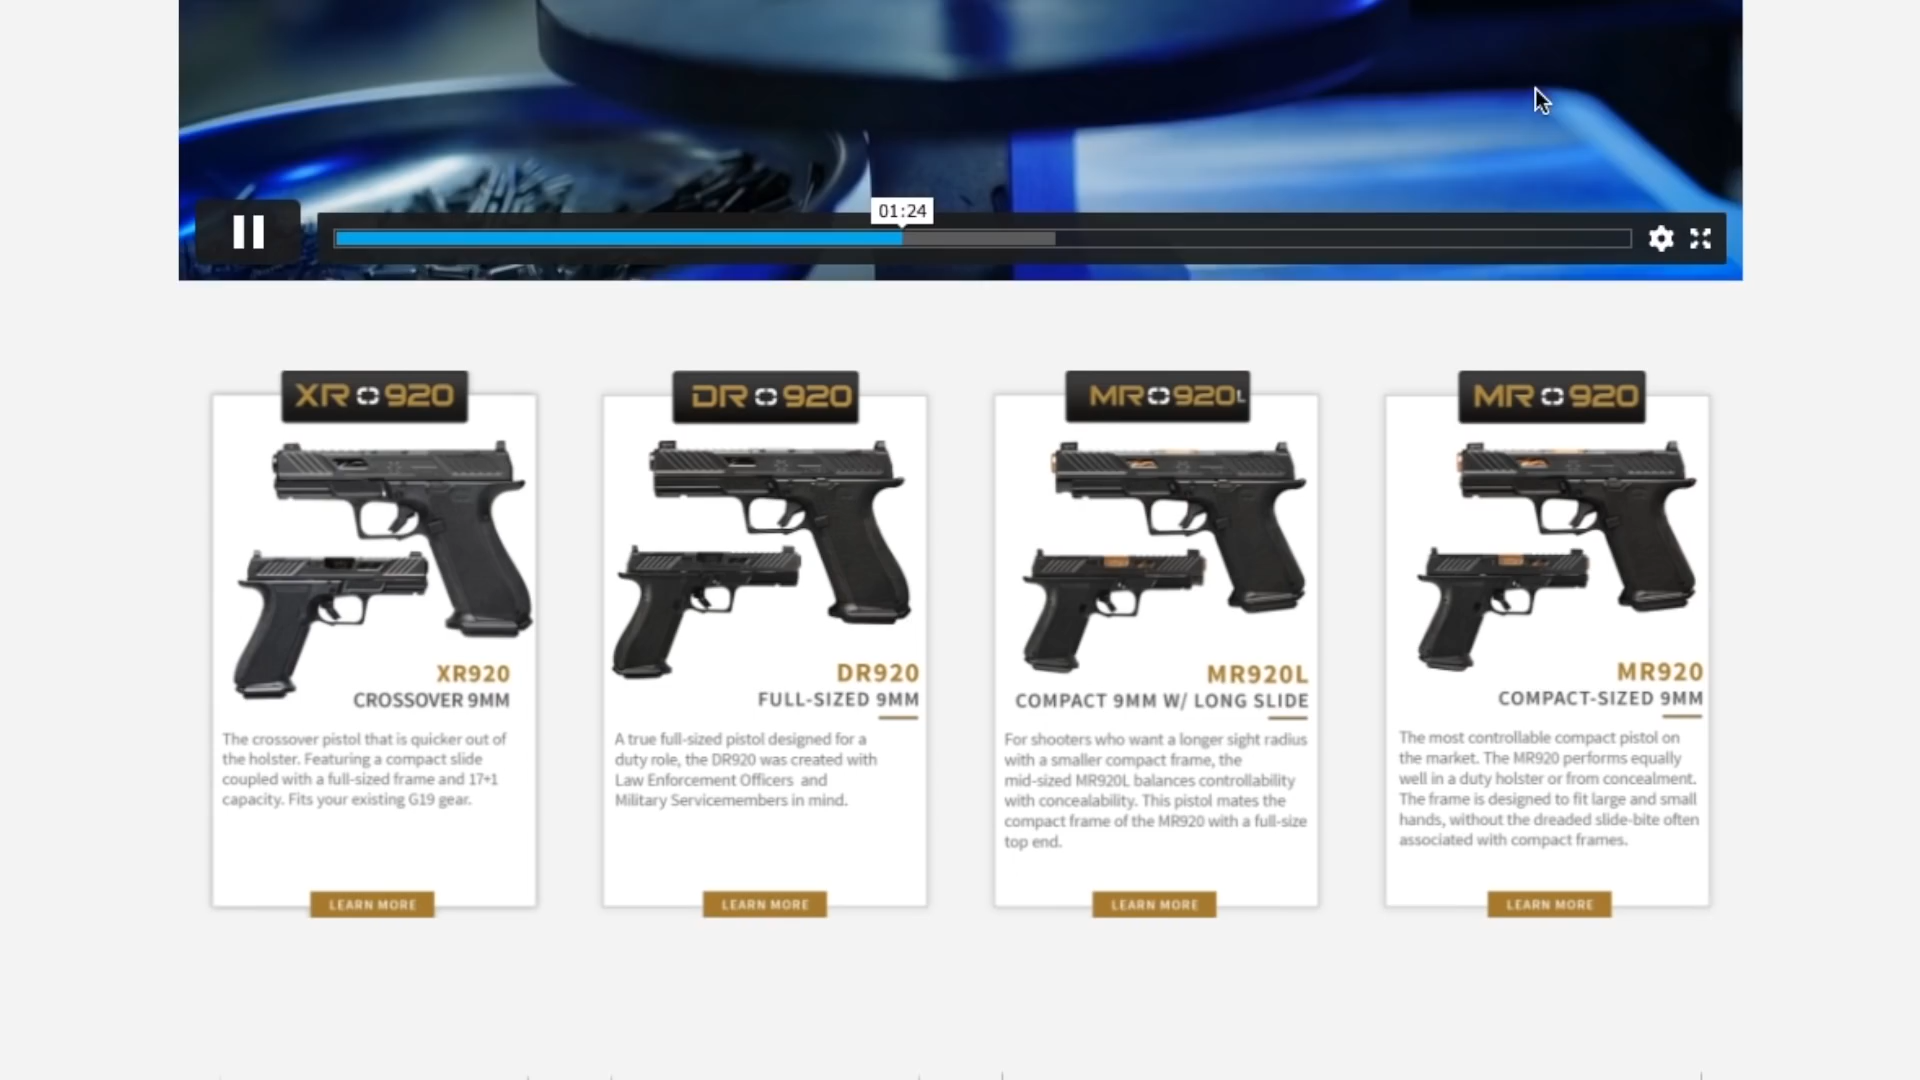 01:24
XR 920
XR920
CROSSOVER 9MM
The crossover pistol that is quicker out of
the holster. Featuring a compact slide
coupled with a full-sized frame and 17+1
capacity. Fits your existing G19 gear.
LEARN MORE
DR 920
DR920
FULL-SIZED 9MM
A true full-sized pistol designed for a
duty role, the DR920 was created with
Law Enforcement Officers and
Military Servicemembers in mind.
LEARN MORE
MR 920L
MR920L
COMPACT 9MM W/ LONG SLIDE
For shooters who want a longer sight radius
with a smaller compact frame, the
mid-sized MR920L balances controllability
with concealability. This pistol mates the
compact frame of the MR920 with a full-size
top end.
LEARN MORE
MR 920
MR920
COMPACT-SIZED 9MM
The most controllable compact pistol on
the market. The MR920 performs equally
well in a duty holster or from concealment.
The frame is designed to fit large and small
hands, without the dreaded slide-bite often
associated with compact frames.
LEARN MORE